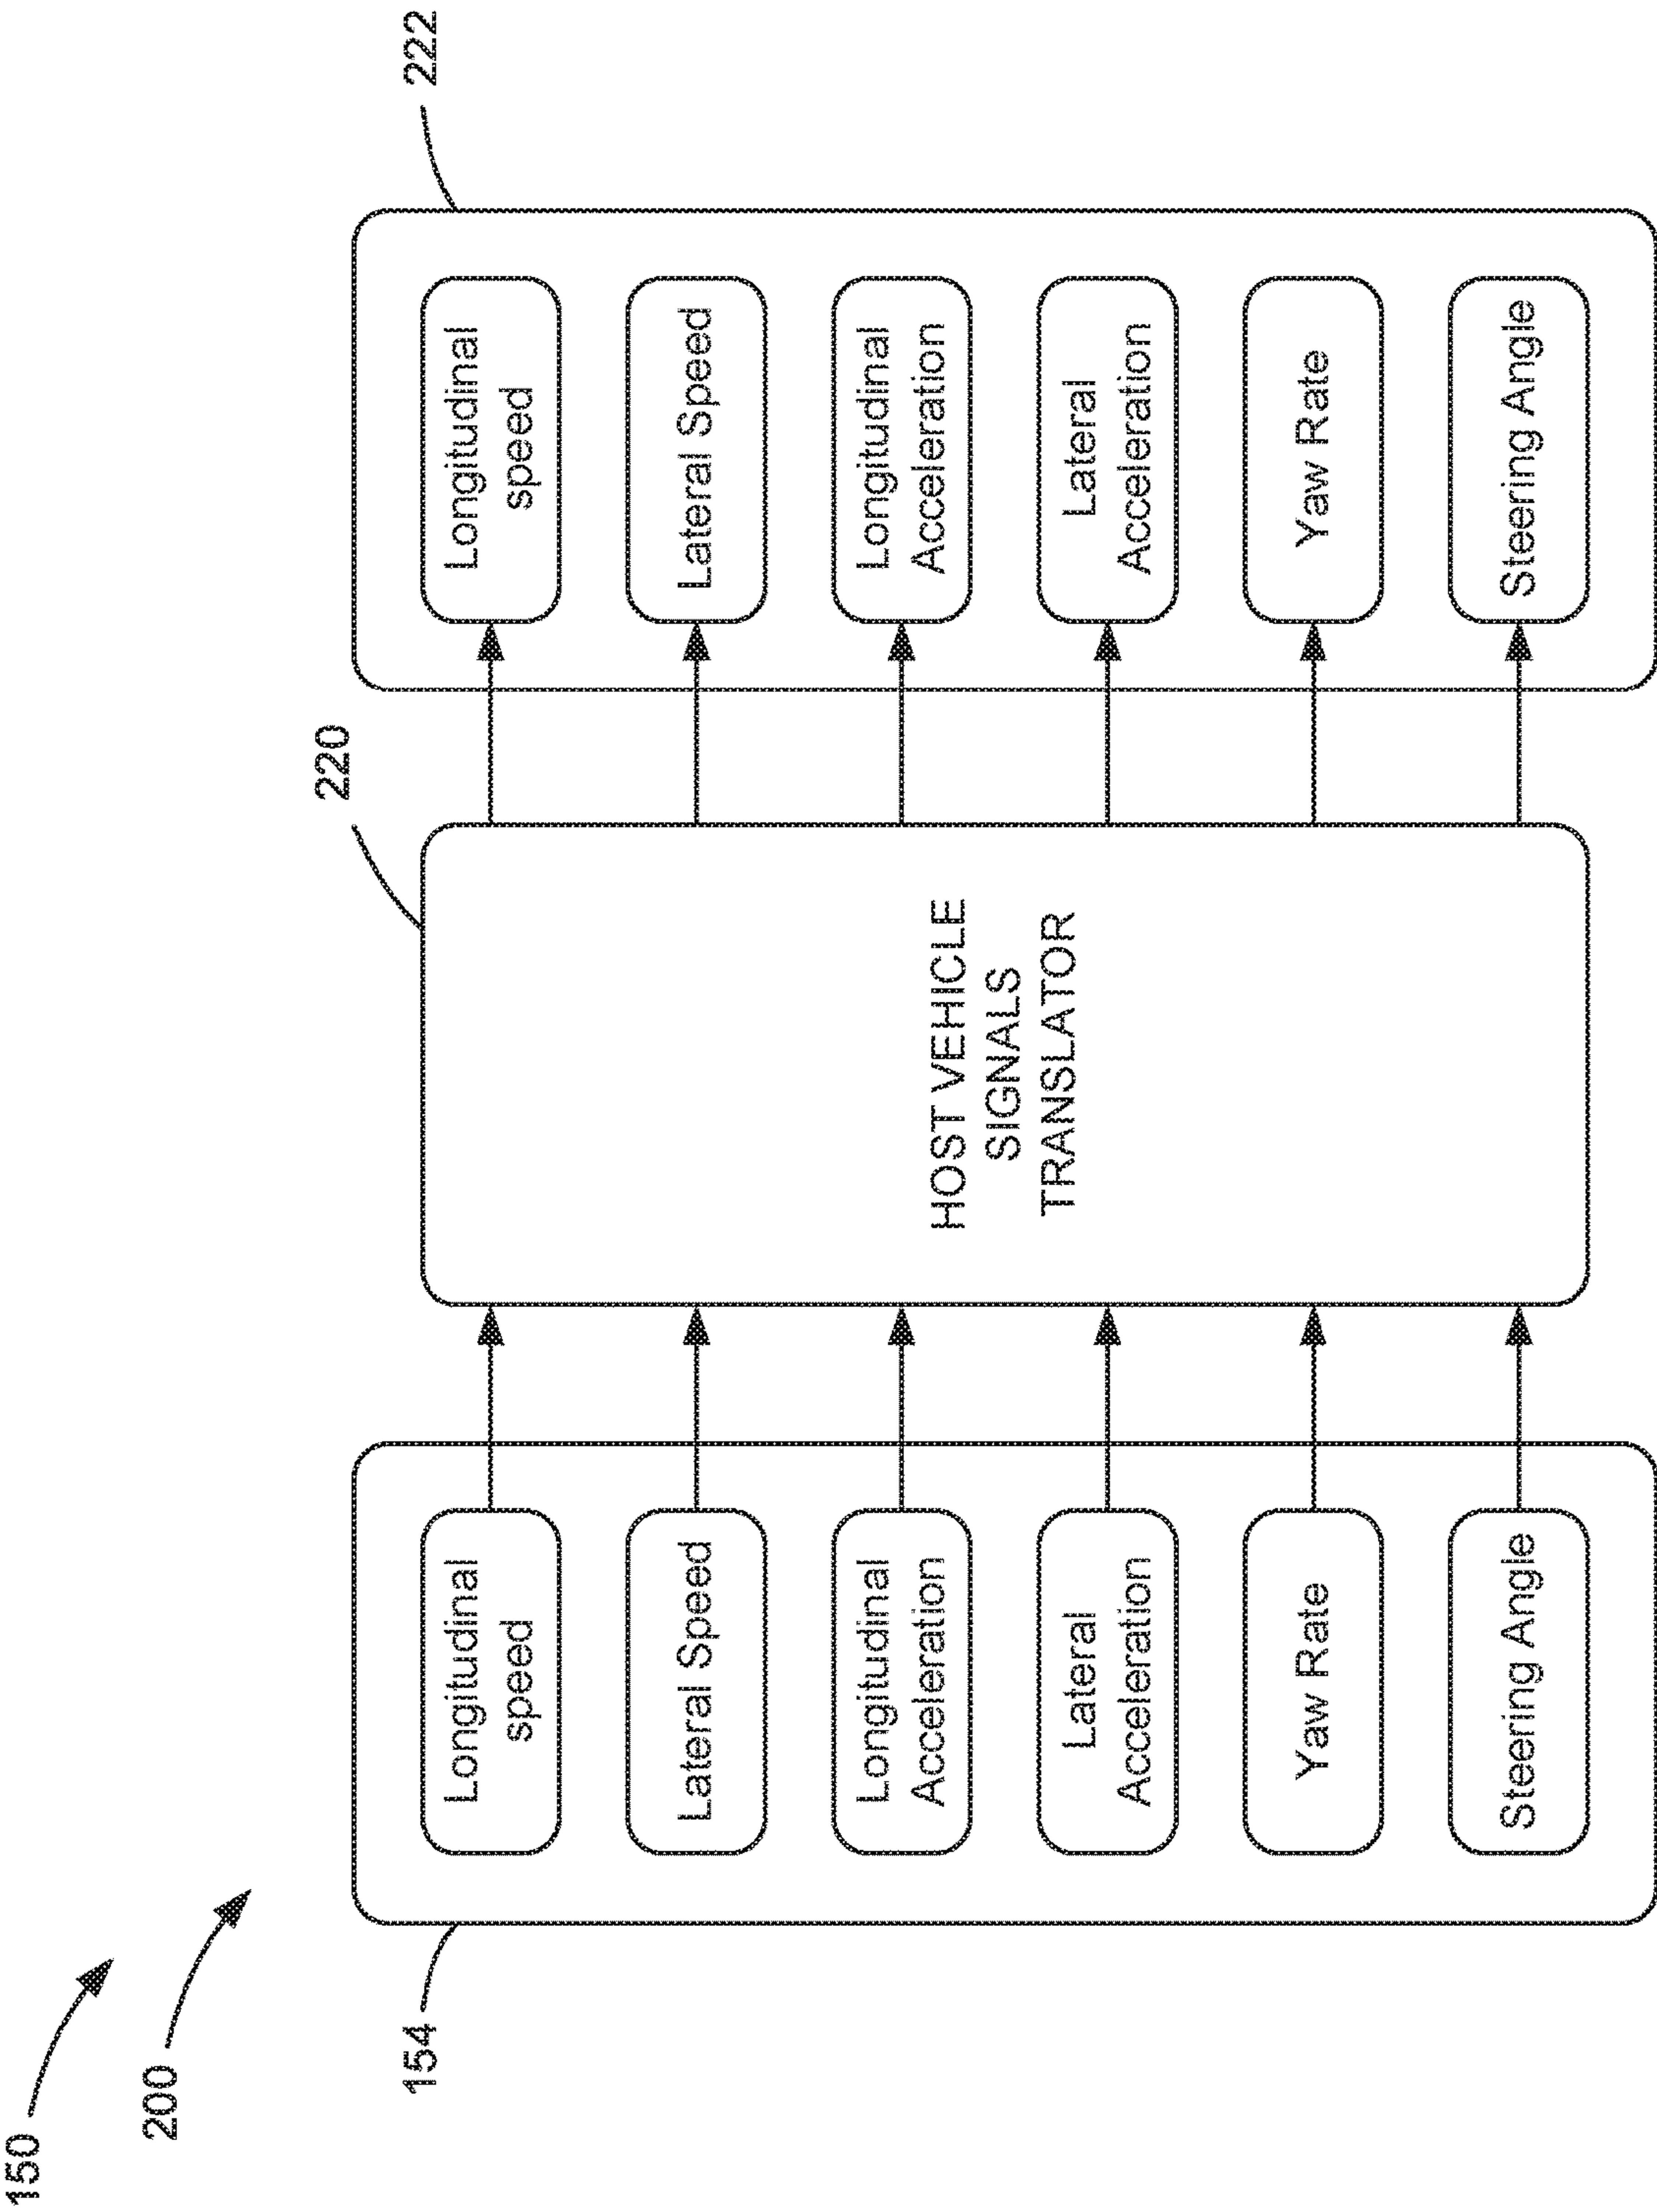 150
200
154
Longitudinal
speed
Lateral Speed
Longitudinal
Acceleration
Lateral
Acceleration
Yaw Rate
Steering Angle
220
HOST VEHICLE
SIGNALS
TRANSLATOR
222
Longitudinal
speed
Lateral Speed
Longitudinal
Acceleration
Lateral
Acceleration
Yaw Rate
Steering Angle